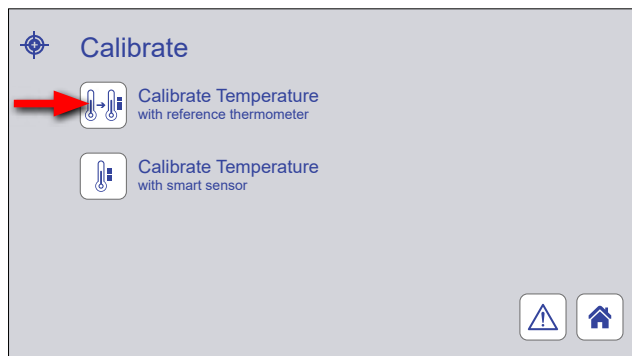 Calibrate
Calibrate Temperature
with reference thermometer
Calibrate Temperature
with smart sensor